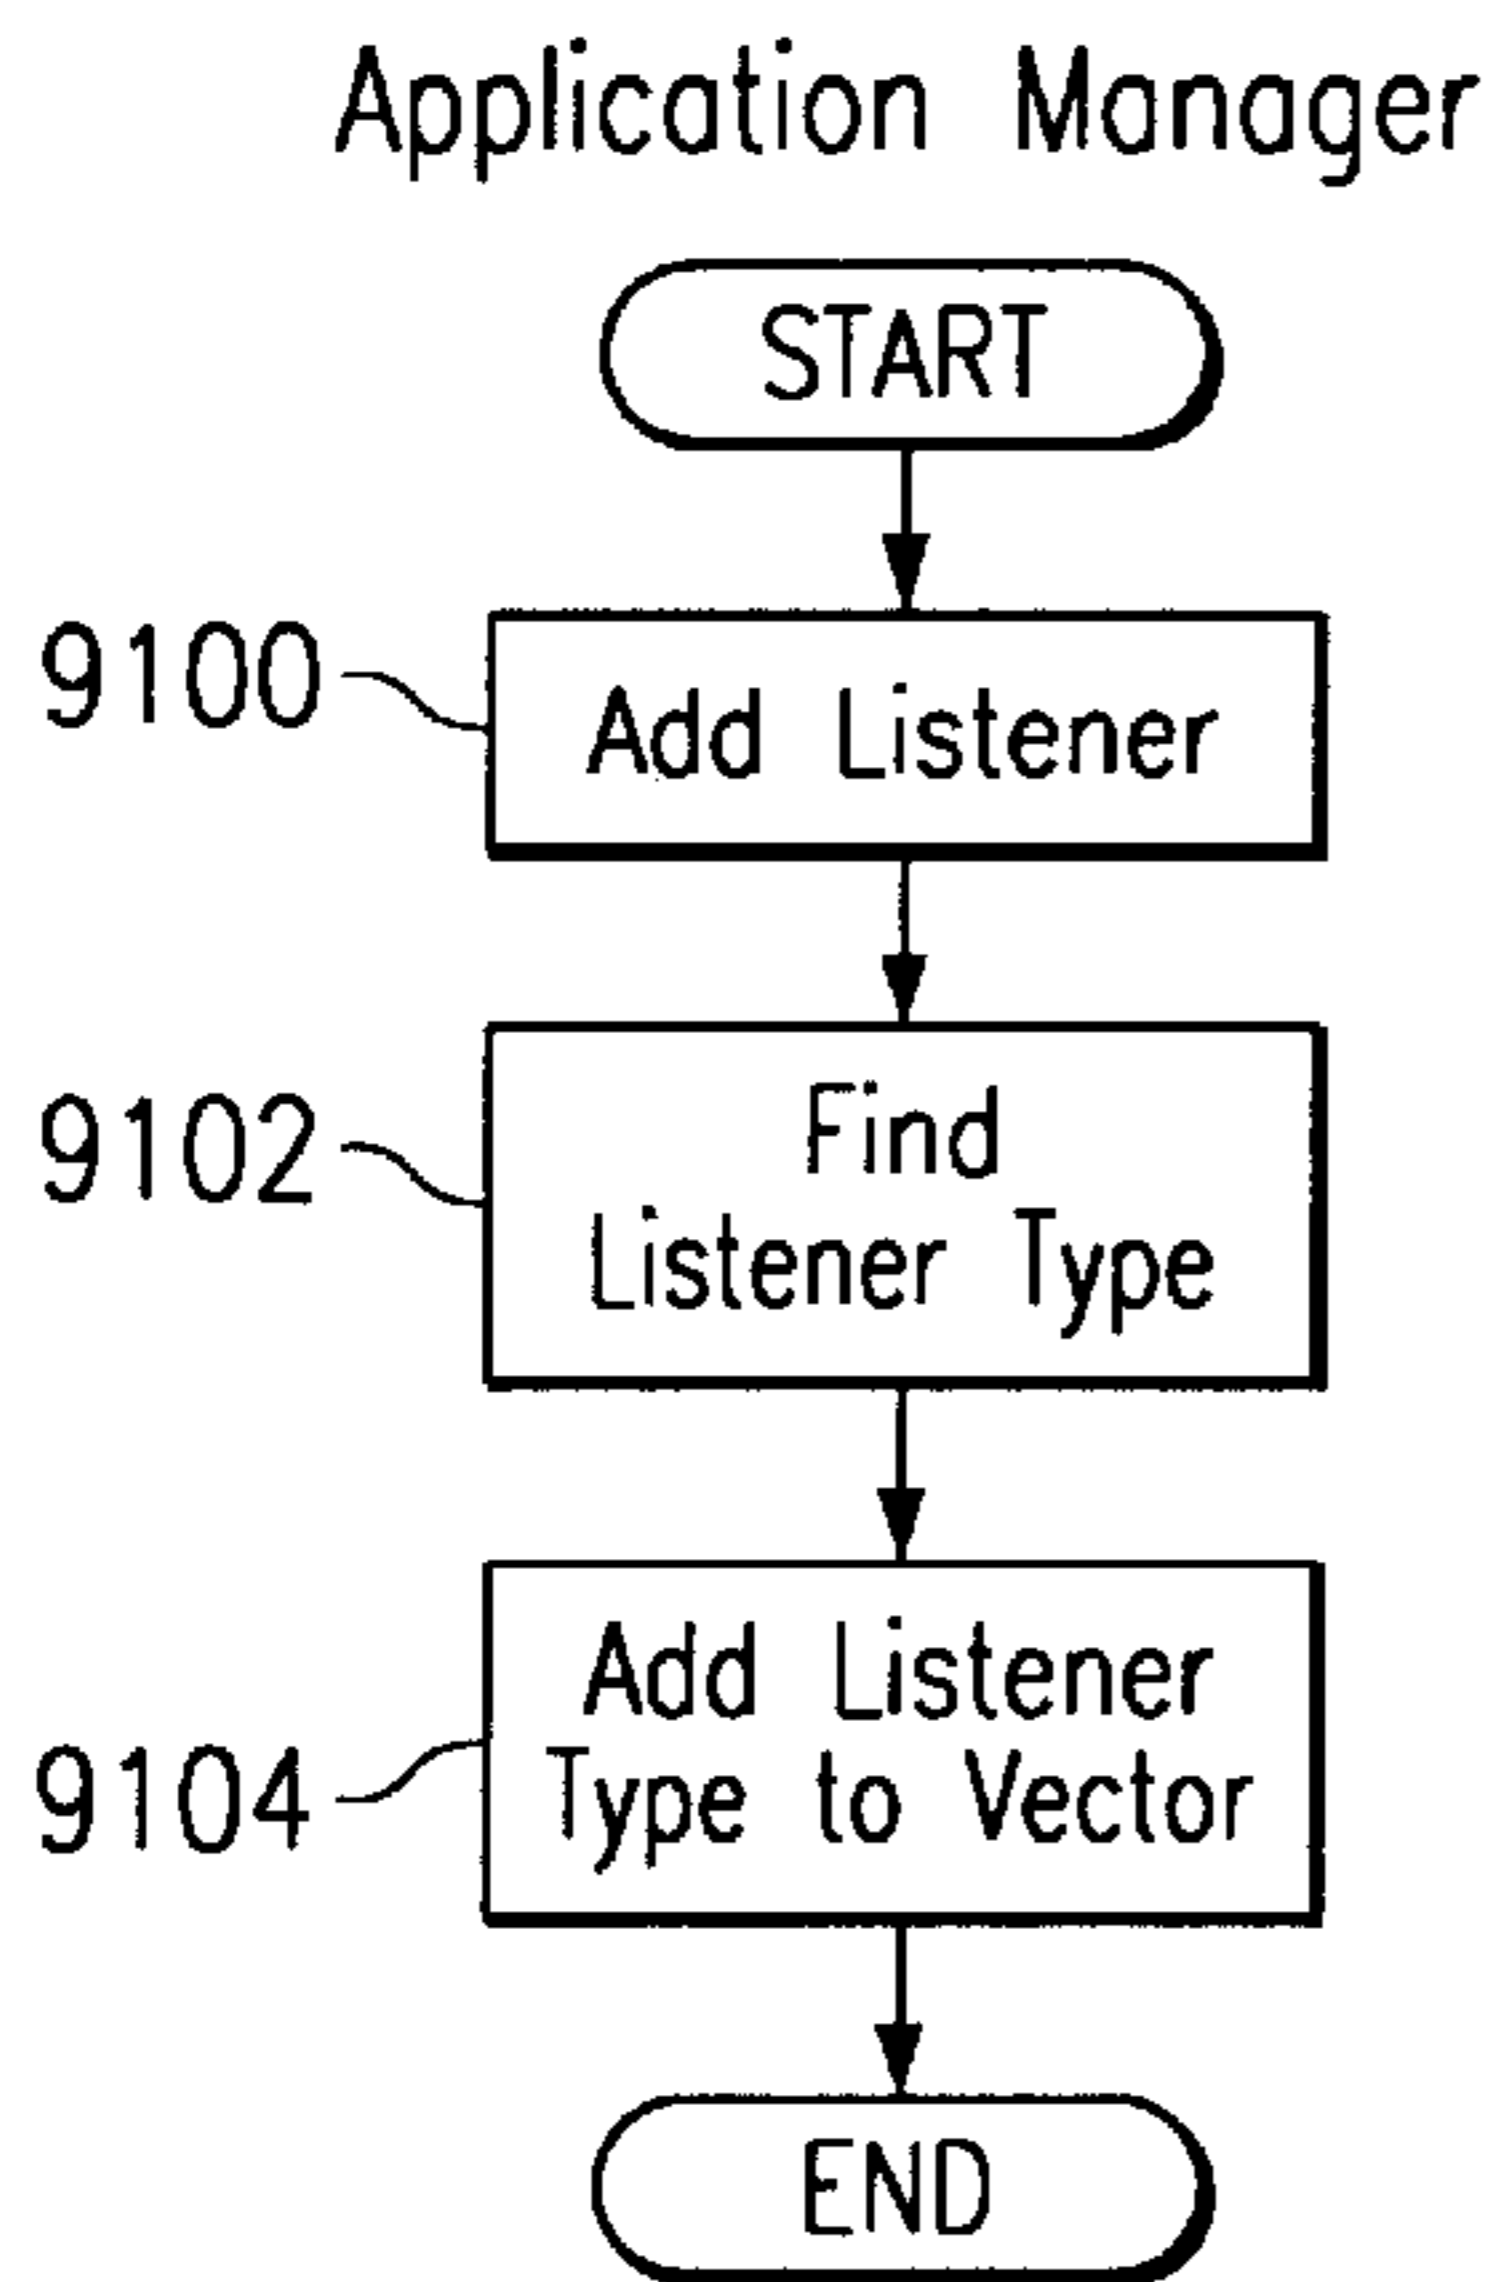 Application Manager
START
9100
Add Listener
9102
Find
Listener Type
9104
Add Listener
Type to Vector
END